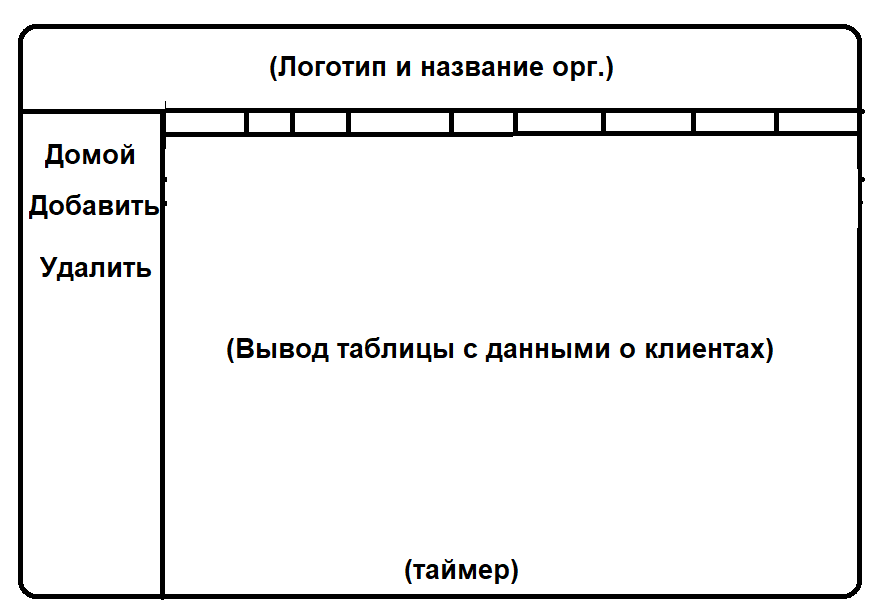 (Логотип и название орг.)
Домой
Добавить
Удалить
(Вывод таблицы с данными о клиентах)
(таймер)